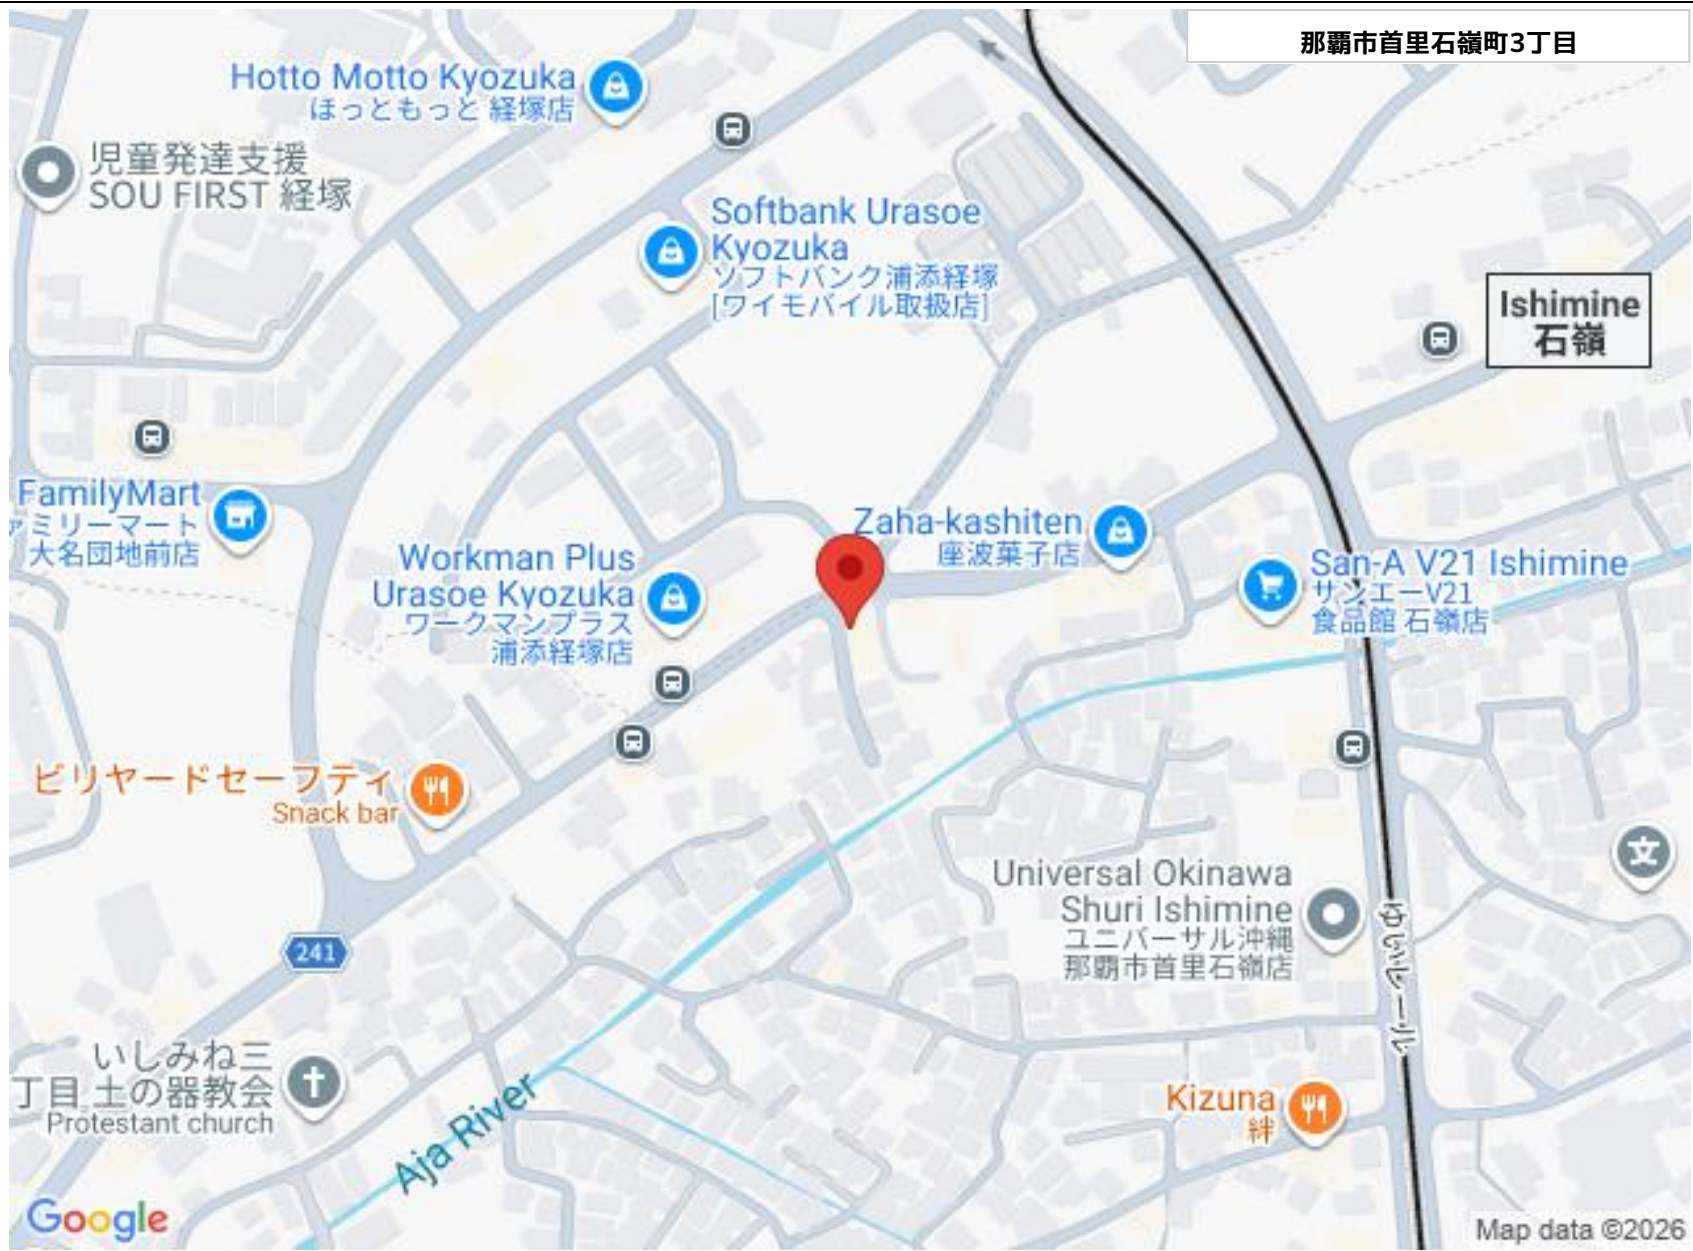 那覇市首里石嶺町3丁目
Hotto Motto Kyozuka
ほっともっと 経塚店
児童発達支援
SOU FIRST 経塚
Softbank Urasoe
Kyozuka
ソフトバンク浦添経塚
[ワイモバイル取扱店]
Ishimine
石嶺
FamilyMart
ァミリーマート
大名団地前店
Zaha-kashiten
座波菓子店
Workman Plus
Urasoe Kyozuka
ワークマンプラス
浦添経塚店
San-A V21 Ishimine
サンエーV21
食品館 石嶺店
ビリヤードセーフティ
Snack bar
文
Universal Okinawa
Shuri Ishimine
ユニバーサル沖縄
那覇市首里石嶺店
ゆいレール
241
いしみね三
丁目 土の器教会
Protestant church
Aja River
Kizuna
絆
Google
Map data ©2026